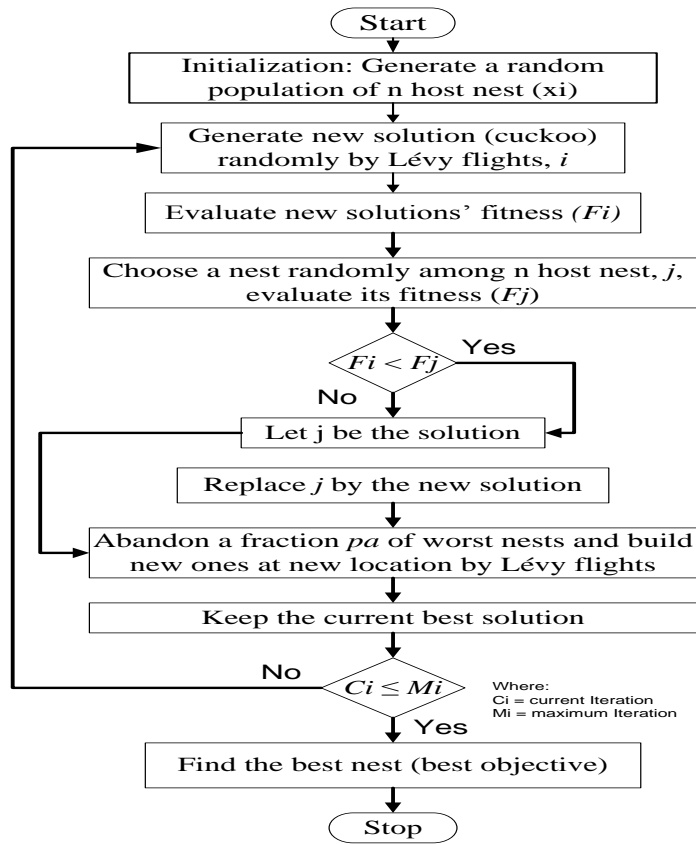 Start
Initialization: Generate a random
population of n host nest (xi)
Generate new solution (cuckoo)
randomly by Lévy flights, i
Evaluate new solutions’ fitness (Fi)
Choose a nest randomly among n host nest, j,
evaluate its fitness (Fj)
Fi < Fj
Yes
No
Let j be the solution
Replace j by the new solution
Abandon a fraction pa of worst nests and build
new ones at new location by Lévy flights
Keep the current best solution
No
Ci ≤ Mi
Where:
Ci = current Iteration
Mi = maximum Iteration
Yes
Find the best nest (best objective)
Stop